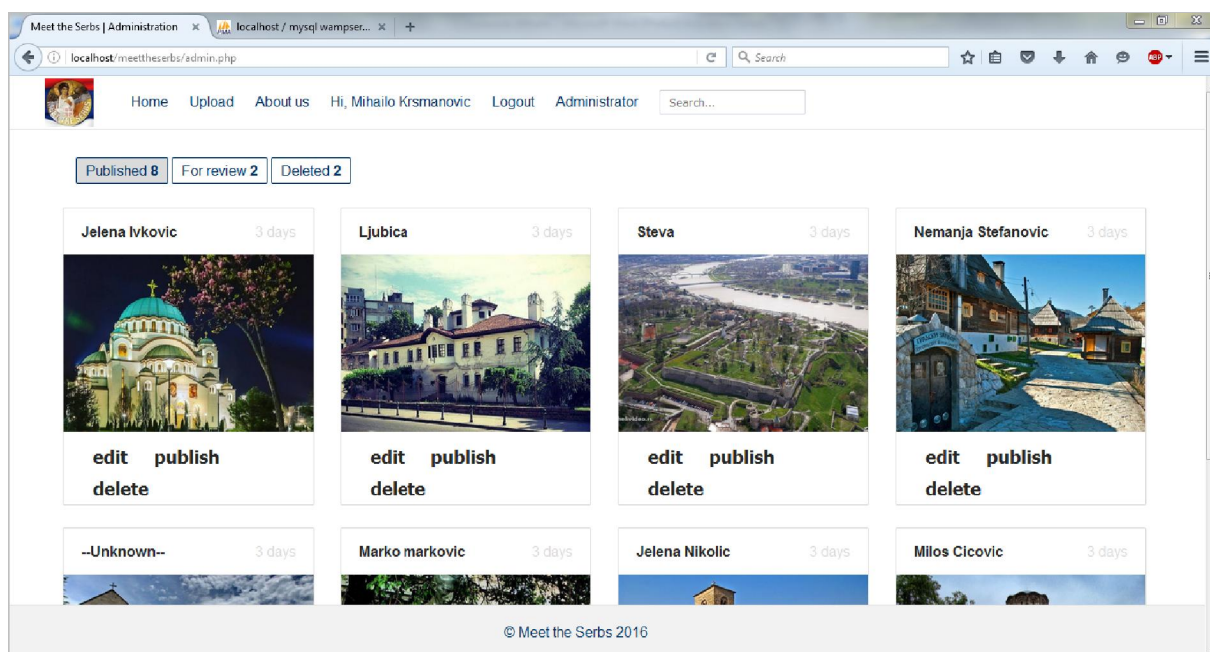 Meet the Serbs | Administration
localhost / mysql wampser...
localhost/meettheserbs/admin.php
Search
ABP
Home Upload About us Hi, Mihailo Krsmanovic Logout Administrator Search...
Published 8 For review 2 Deleted 2
Jelena Ivkovic 3 days
Ljubica 3 days
Steva 3 days
Nemanja Stefanovic 3 days
edit publish
delete
edit publish
delete
edit publish
delete
edit publish
delete
--Unknown-- 3 days
Marko markovic 3 days
Jelena Nikolic 3 days
Milos Cicovic 3 days
© Meet the Serbs 2016